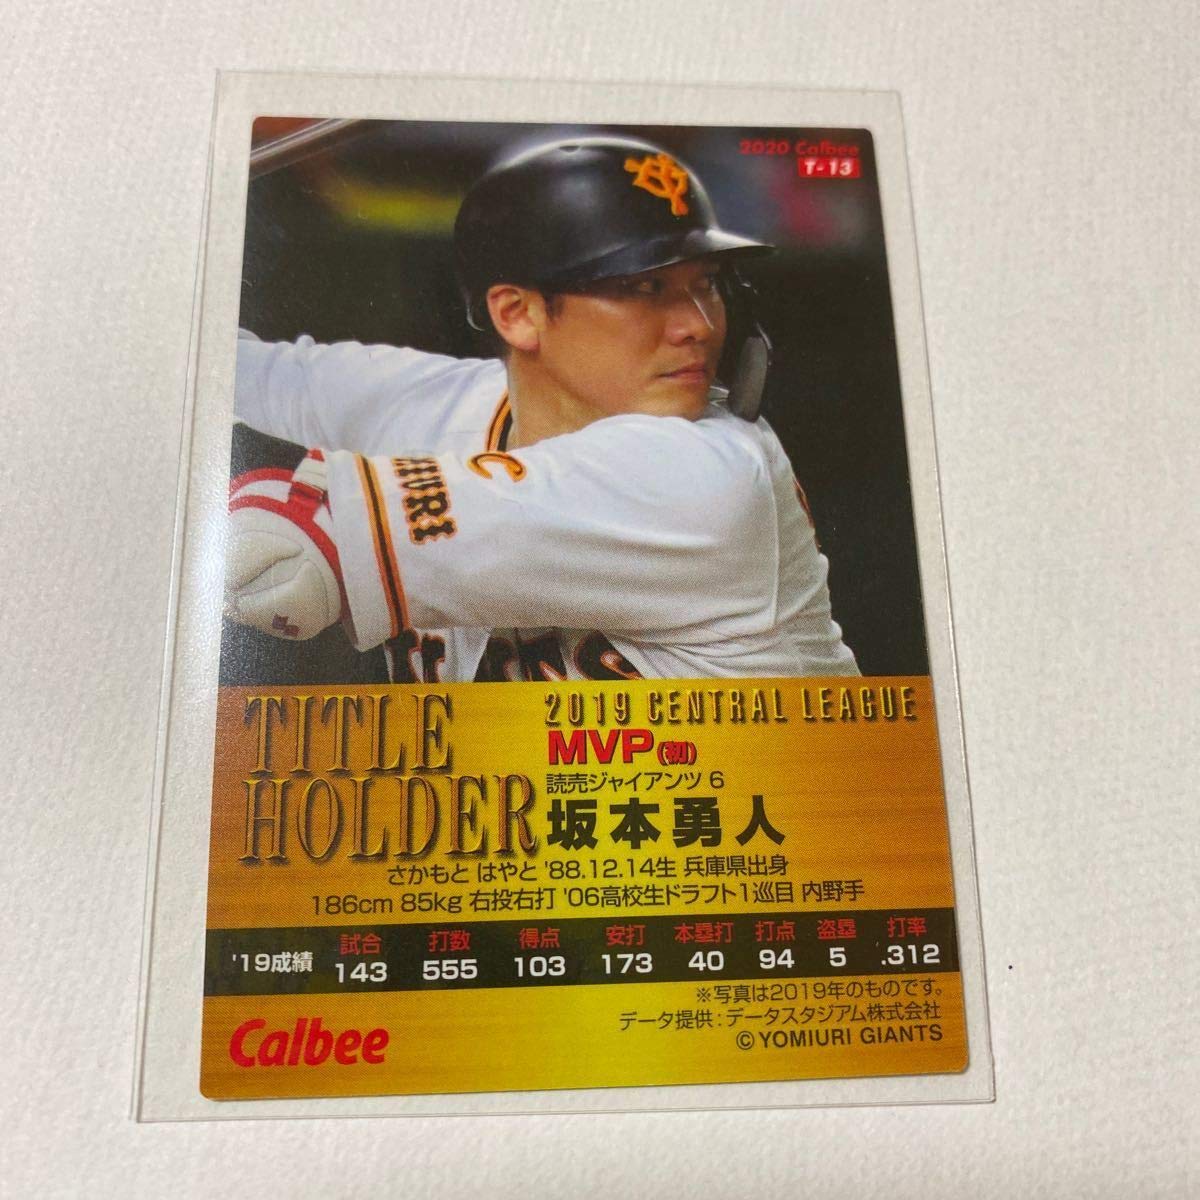 2020 Calbee
T-13
C
IURI
TITLE
HOLDER
2019 CENTRAL LEAGUE
MVP(初)
読売ジャイアンツ 6
坂本勇人
さかもと はやと '88.12.14生 兵庫県出身
186cm 85kg 右投右打 '06高校生ドラフト1巡目 内野手
試合 打数 得点 安打 本塁打 打点 盗塁 打率
'19成績 143 555 103 173 40 94 5 .312
※写真は2019年のものです。
データ提供:データスタジアム株式会社
© YOMIURI GIANTS
Calbee